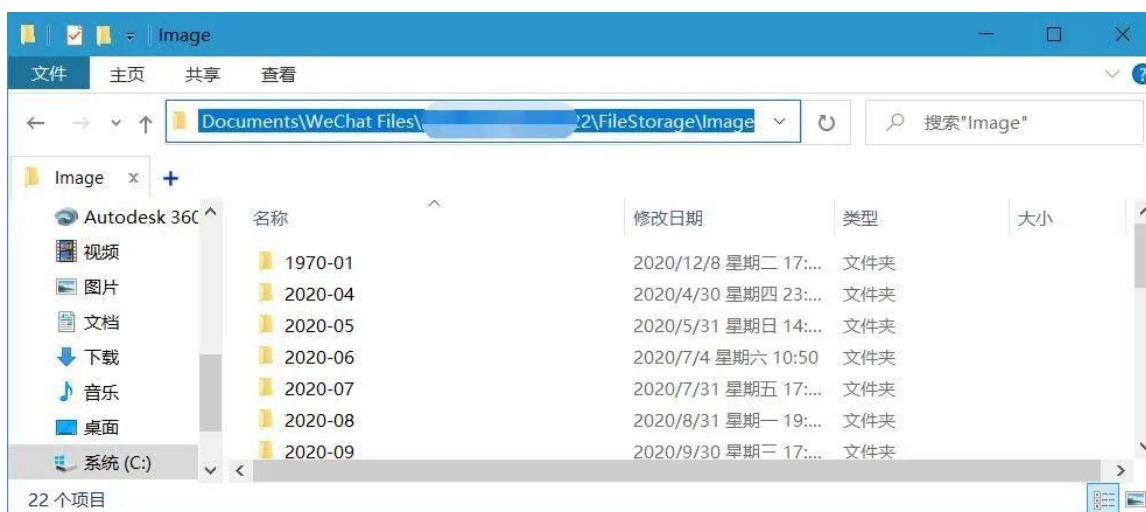 Image
文件 主页 共享 查看
Documents\WeChat Files\ 22\FileStorage\Image 搜索"Image"
Image x +
Autodesk 360 名称 修改日期 类型 大小
视频 1970-01 2020/12/8 星期二 17:... 文件夹
图片 2020-04 2020/4/30 星期四 23:... 文件夹
文档 2020-05 2020/5/31 星期日 14:... 文件夹
下载 2020-06 2020/7/4 星期六 10:50 文件夹
音乐 2020-07 2020/7/31 星期五 17:... 文件夹
桌面 2020-08 2020/8/31 星期一 19:... 文件夹
系统 (C:) 2020-09 2020/9/30 星期三 17:... 文件夹
22 个项目